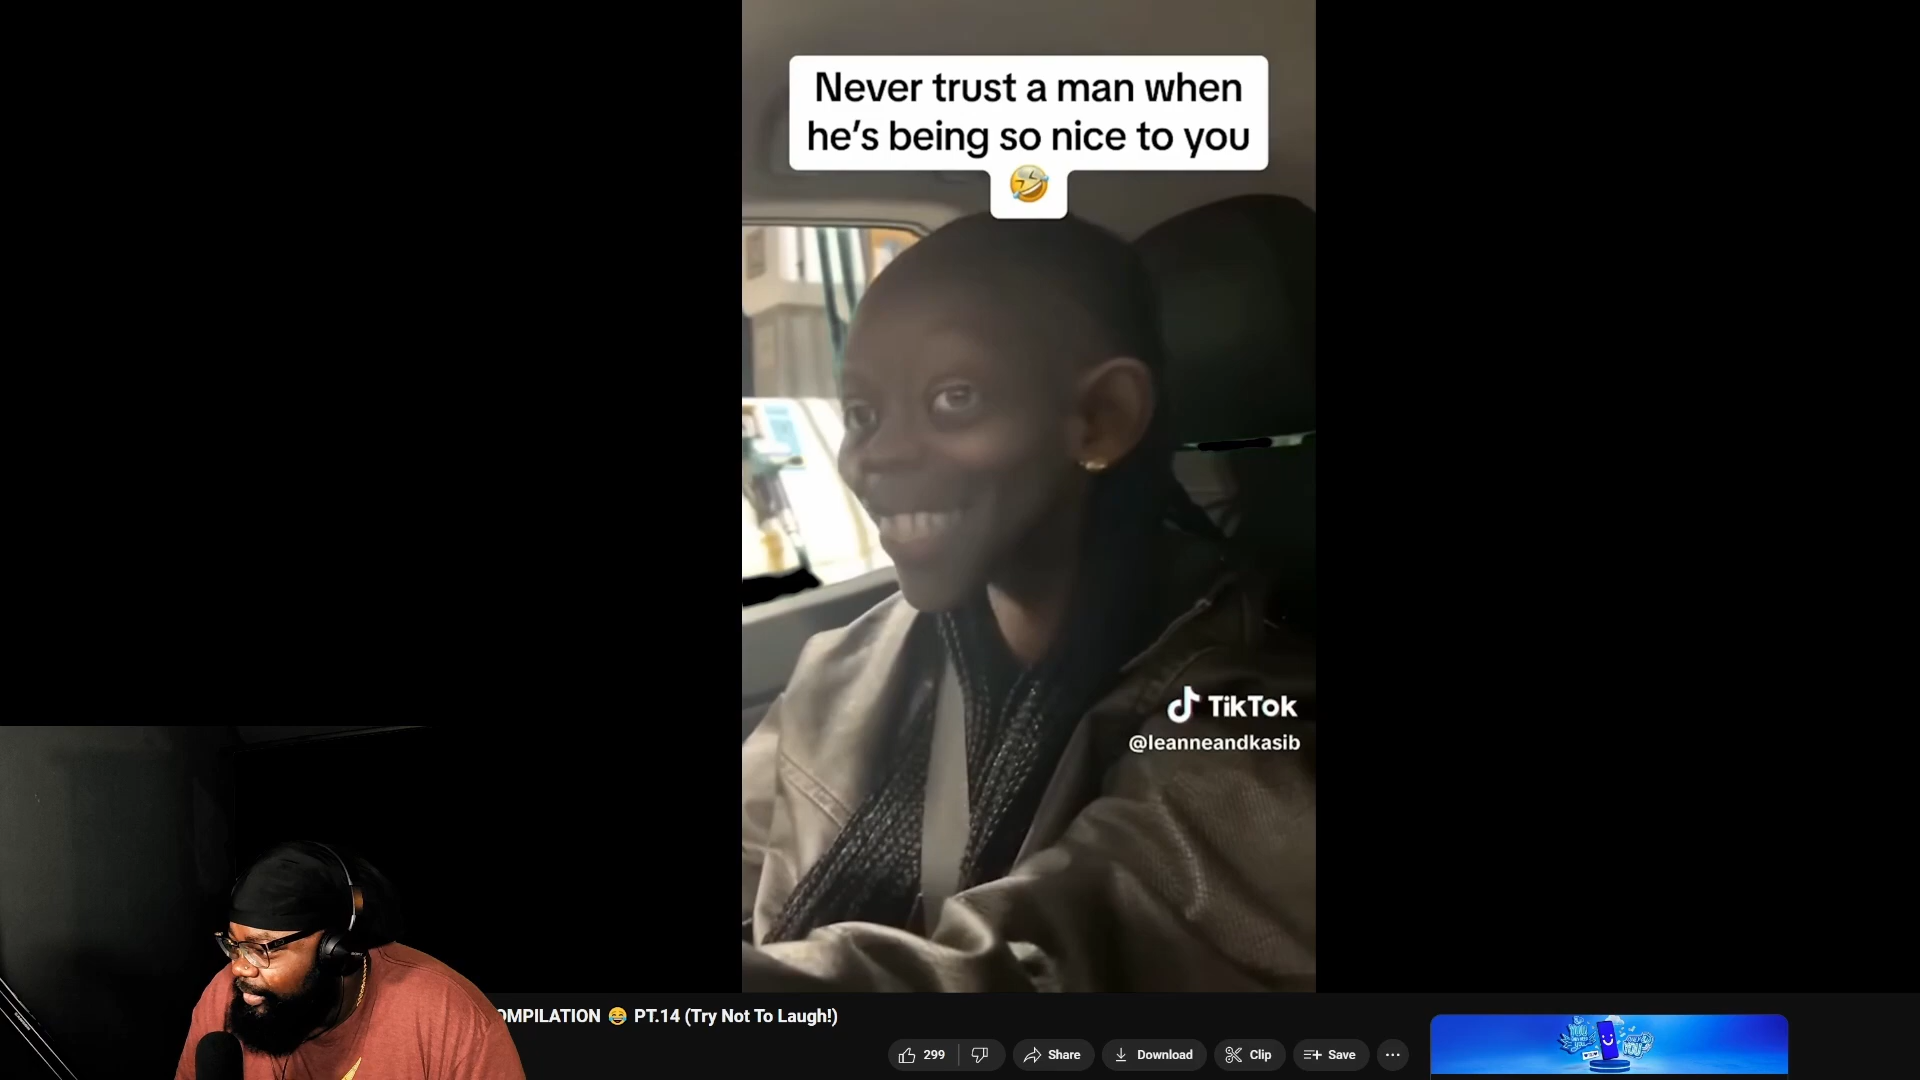 Never trust a man when
he’s being so nice to you
🤣
TikTok
@leanneandkasib
OMPILATION 😂 PT.14 (Try Not To Laugh!)
299
Share
Download
Clip
Save